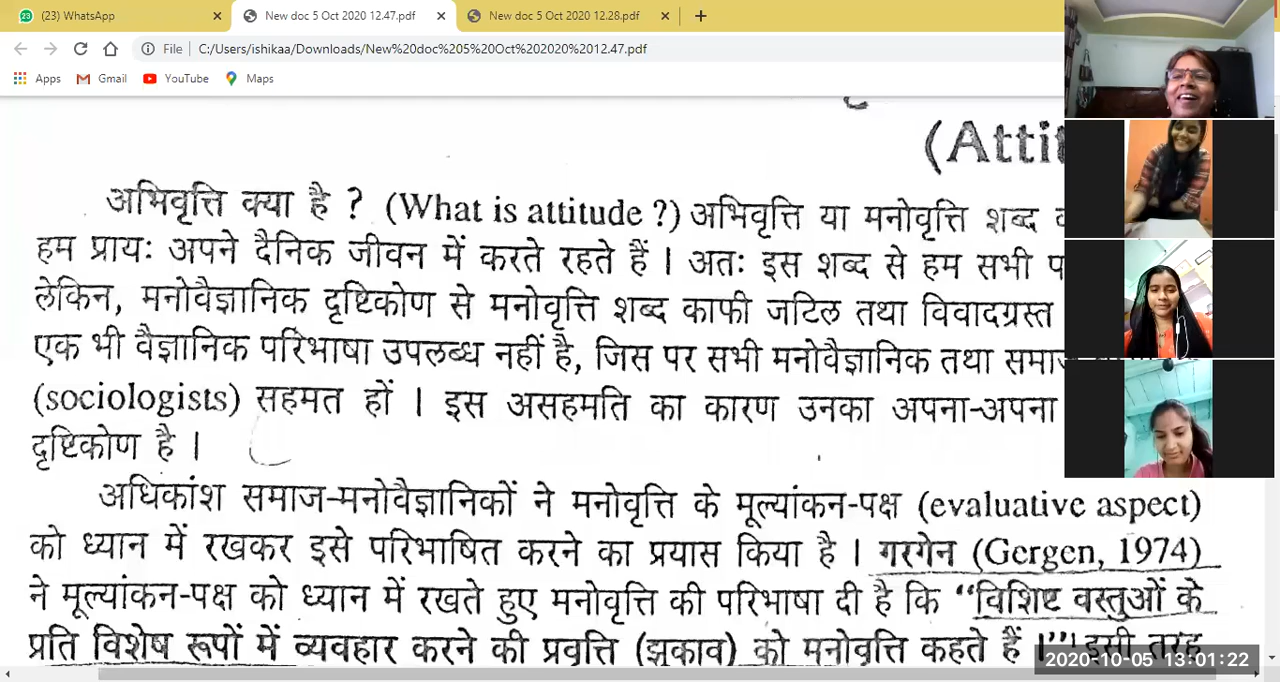 (23) WhatsApp
New doc 5 Oct 2020 12.47.pdf
New doc 5 Oct 2020 12.28.pdf
File
C:/Users/ishikaa/Downloads/New%20doc%205%20Oct%202020%2012.47.pdf
Apps
Gmail
YouTube
Maps
अभिवृत्ति क्या है ? (What is attitude ?) अभिवृत्ति या मनोवृत्ति शब्द
हम प्रायः अपने दैनिक जीवन में करते रहते हैं । अतः इस शब्द से हम सभी
लेकिन, मनोवैज्ञानिक दृष्टिकोण से मनोवृत्ति शब्द काफी जटिल तथा विवादग्रस्त
एक भी वैज्ञानिक परिभाषा उपलब्ध नहीं है, जिस पर सभी मनोवैज्ञानिक तथा
(sociologists) सहमत हों । इस असहमति का कारण उनका अपना-अपना
दृष्टिकोण है ।
अधिकांश समाज-मनोवैज्ञानिकों ने मनोवृत्ति के मूल्यांकन-पक्ष (evaluative aspect)
को ध्यान में रखकर इसे परिभाषित करने का प्रयास किया है । गरगेन (Gergen, 1974)
ने मूल्यांकन-पक्ष को ध्यान में रखते हुए मनोवृत्ति की परिभाषा दी है कि “विशिष्ट वस्तुओं के
प्रति विशेष रूपों में व्यवहार करने की प्रवृत्ति (झुकाव) को मनोवृत्ति कहते हैं ।” इसी तरह
2020-10-05 13:01:22